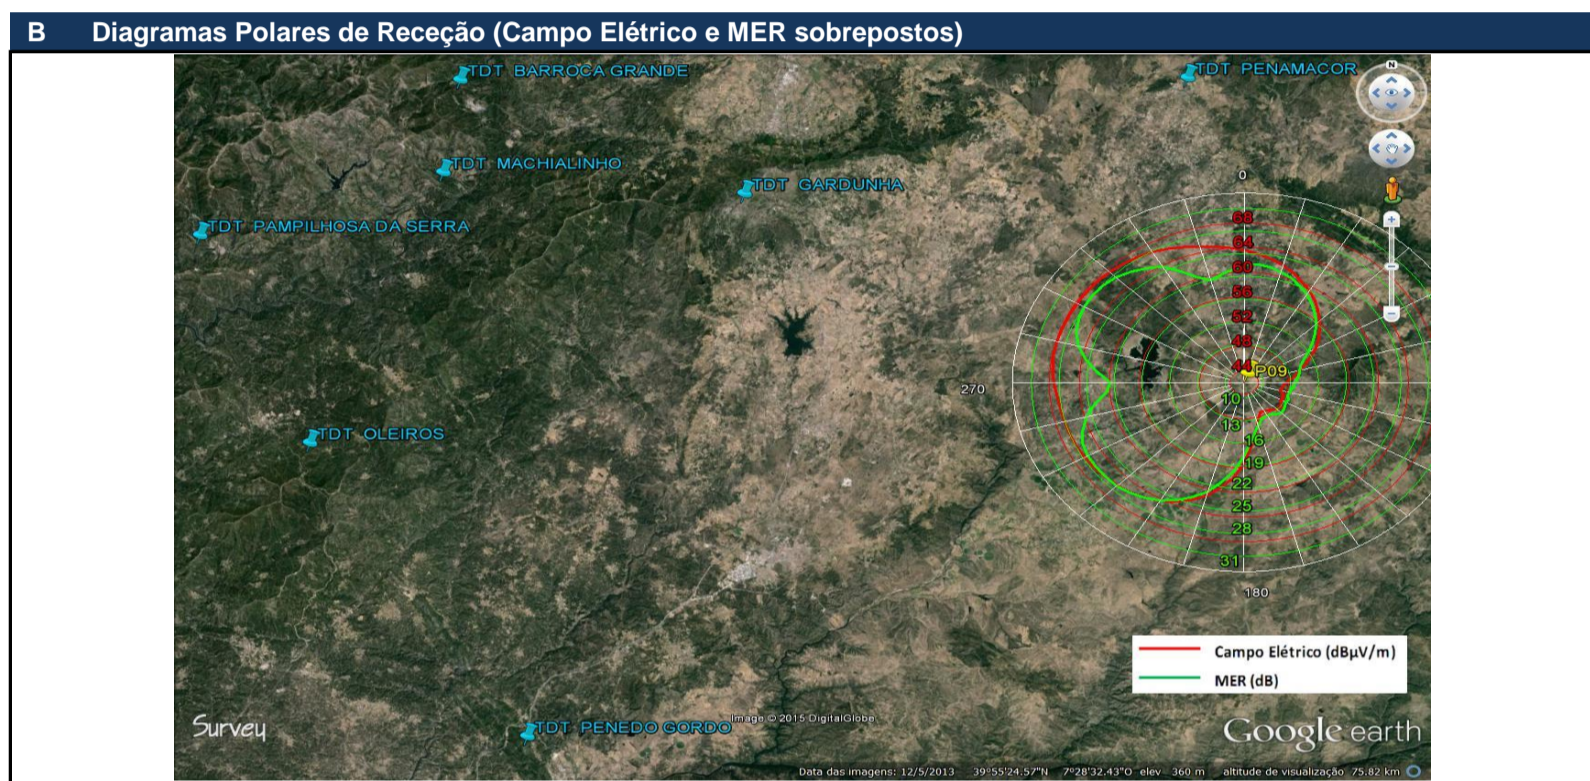 B Diagramas Polares de Receção (Campo Elétrico e MER sobrepostos)
TDT BARROCA GRANDE
TDT PENAMACOR
N
TDT MACHIALINHO
TDT GARDUNHA
TDT PAMPILHOSA DA SERRA
0
68
64
60
56
52
48
44
P09
270
10
13
16
19
22
25
28
31
180
TDT OLEIROS
Campo Elétrico (dBµV/m)
MER (dB)
TDT PENEDO GORDO
Image © 2015 DigitalGlobe
Survey
Google earth
Data das imagens: 12/5/2013 39°55'24.57"N 7°28'32.43"O elev 360 m altitude de visualização 75.82 km